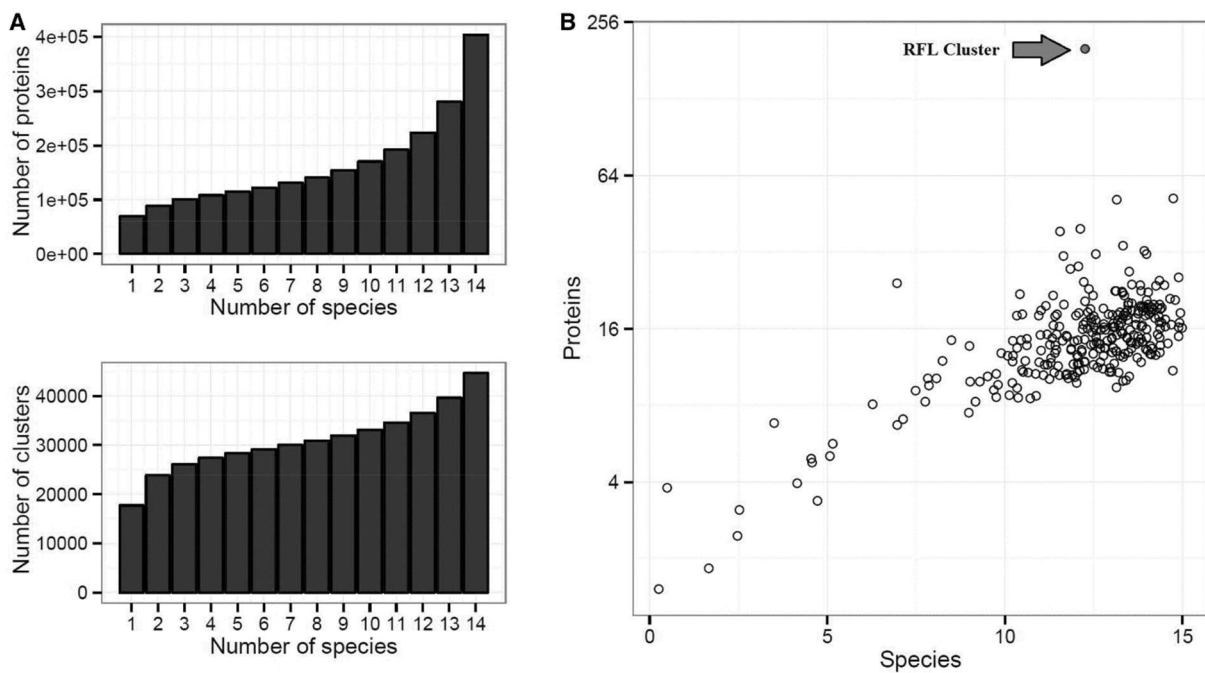 A
Number of proteins
4e+05
3e+05
2e+05
1e+05
0e+00
1 2 3 4 5 6 7 8 9 10 11 12 13 14
Number of species
Number of clusters
40000
30000
20000
10000
0
1 2 3 4 5 6 7 8 9 10 11 12 13 14
Number of species
B
Proteins
256
64
16
4
RFL Cluster
0 5 10 15
Species